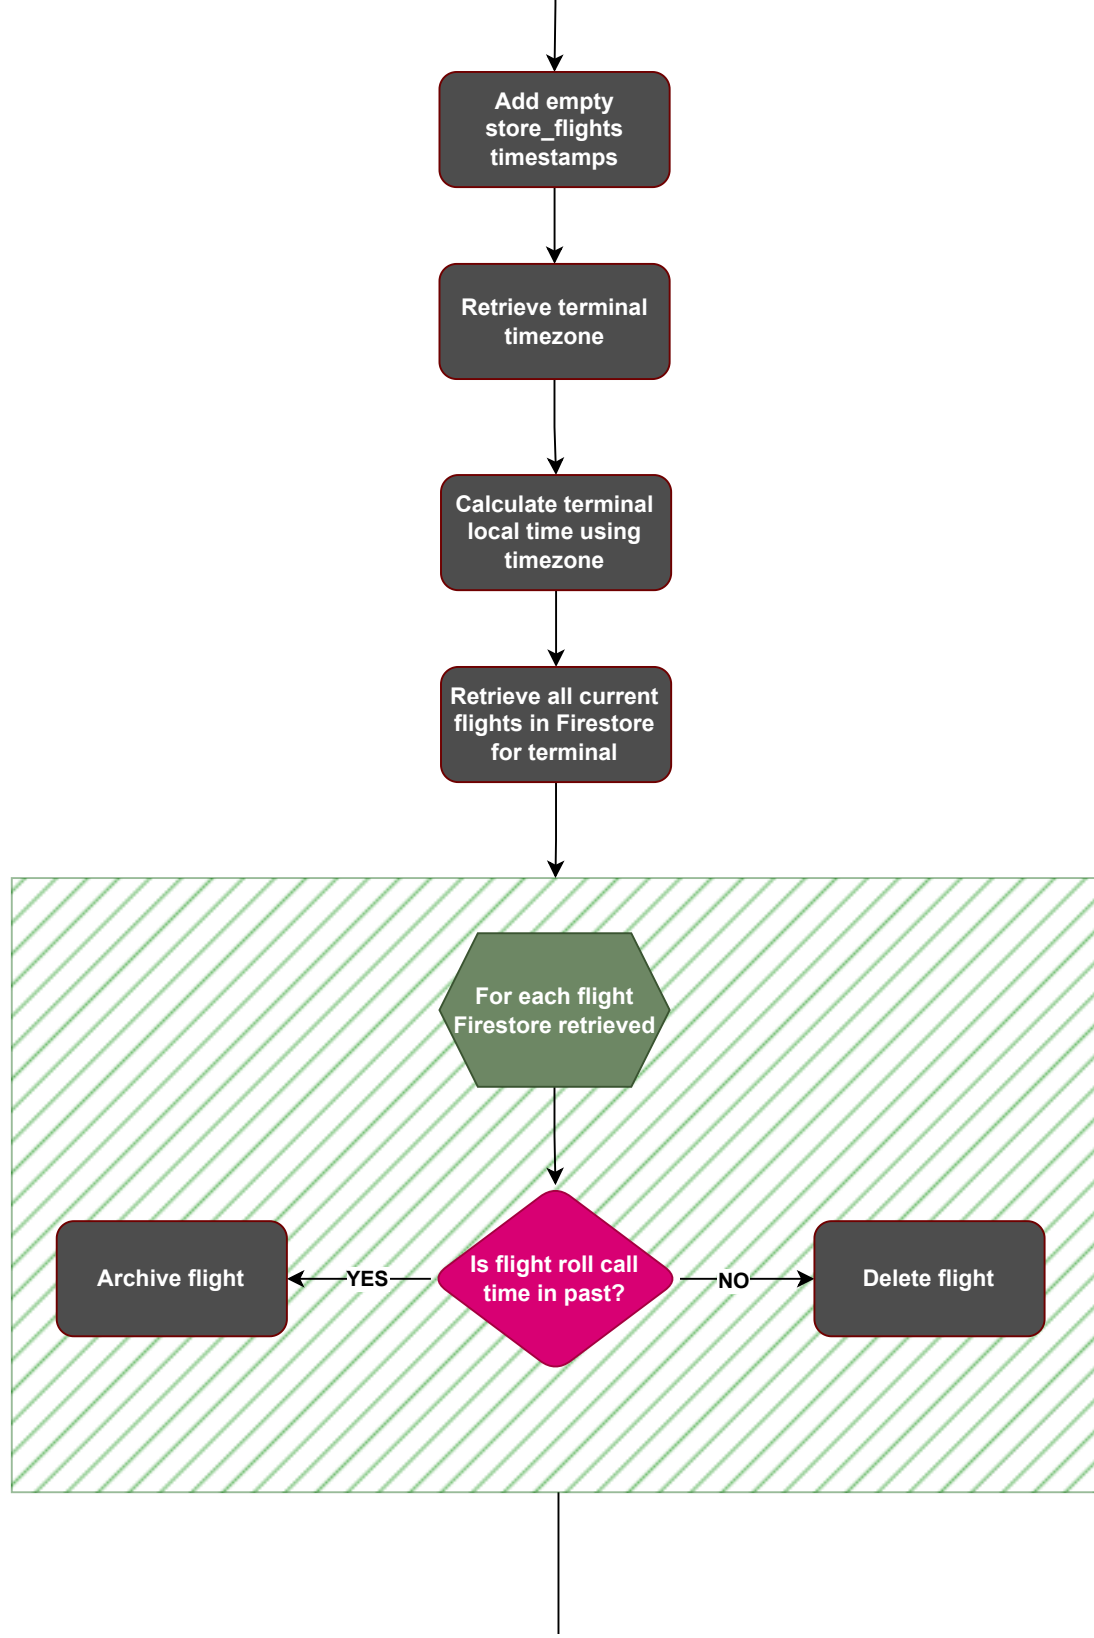 Add empty
store_flights
timestamps
Retrieve terminal
timezone
Calculate terminal
local time using
timezone
Retrieve all current
flights in Firestore
for terminal
For each flight
Firestore retrieved
Is flight roll call
time in past?
YES
Archive flight
NO
Delete flight